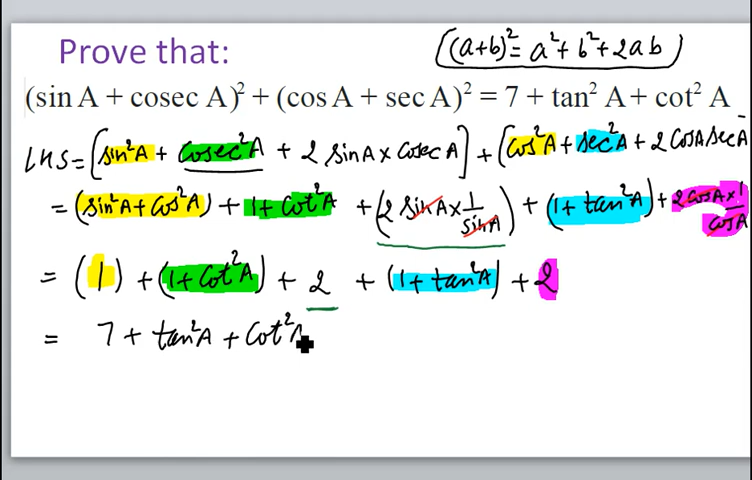 Prove that:
(a+b)² = a² + b² + 2ab
(sin A + cosec A)² + (cos A + sec A)² = 7 + tan² A + cot² A
LHS = [sin²A + cosec²A + 2 sinA × cosec A] + [cos²A + sec²A + 2 cosA sec A
= (sin²A + cos²A) + 1 + cot²A + (2 sinA × 1/sinA) + (1 + tan²A) + 2 cosA × 1/cosA
= (1) + (1 + cot²A) + 2 + (1 + tan²A) + 2
= 7 + tan²A + cot²A